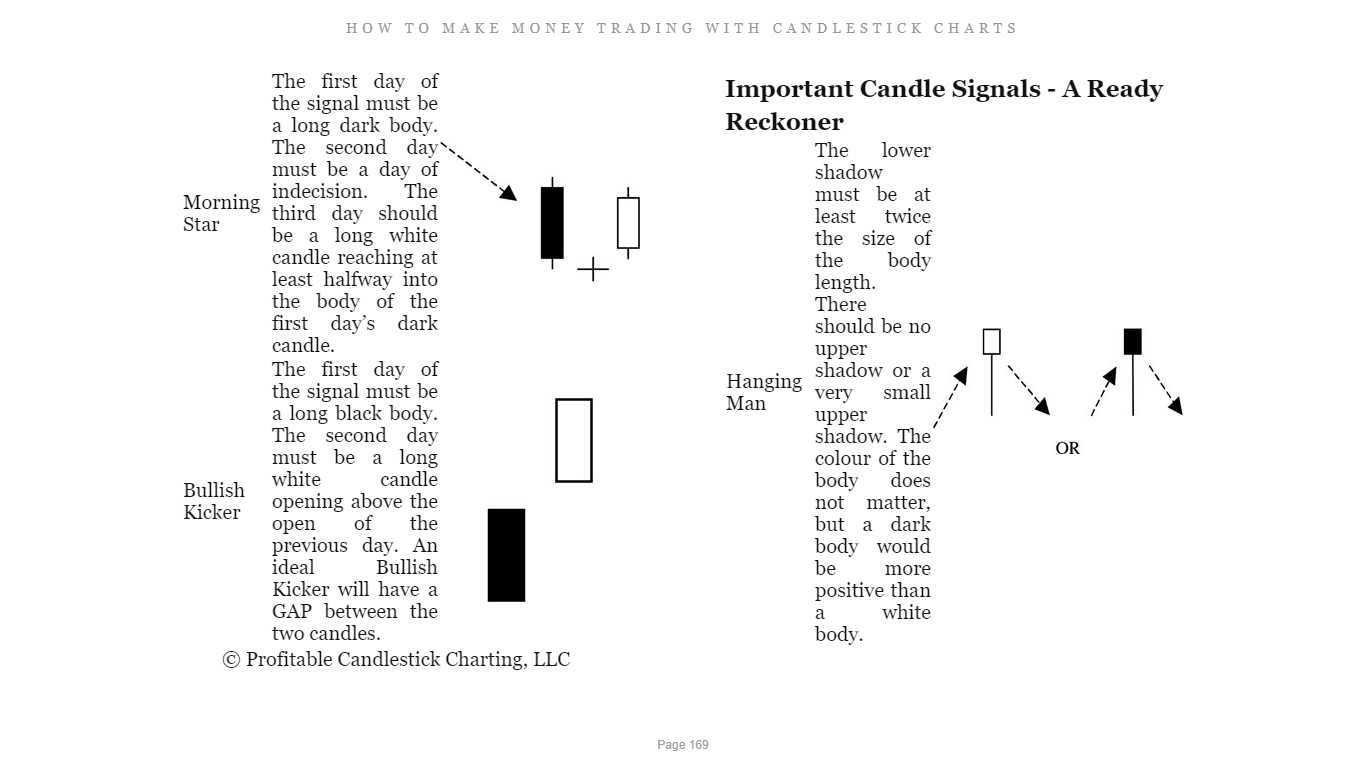 HOW TO MAKE MONEY TRADING WITH CANDLESTICK CHARTS
Morning
Star
The first day of
the signal must be
a long dark body.
The second day
must be a day of
indecision. The
third day should
be a long white
candle reaching at
least halfway into
the body of the
first day’s dark
candle.
Bullish
Kicker
The first day of
the signal must be
a long black body.
The second day
must be a long
white candle
opening above the
open of the
previous day. An
ideal Bullish
Kicker will have a
GAP between the
two candles.
© Profitable Candlestick Charting, LLC
Important Candle Signals - A Ready
Reckoner
Hanging
Man
The lower
shadow
must be at
least twice
the size of
the body
length.
There
should be no
upper
shadow or a
very small
upper
shadow. The
colour of the
body does
not matter,
but a dark
body would
be more
positive than
a white
body.
OR
Page 169